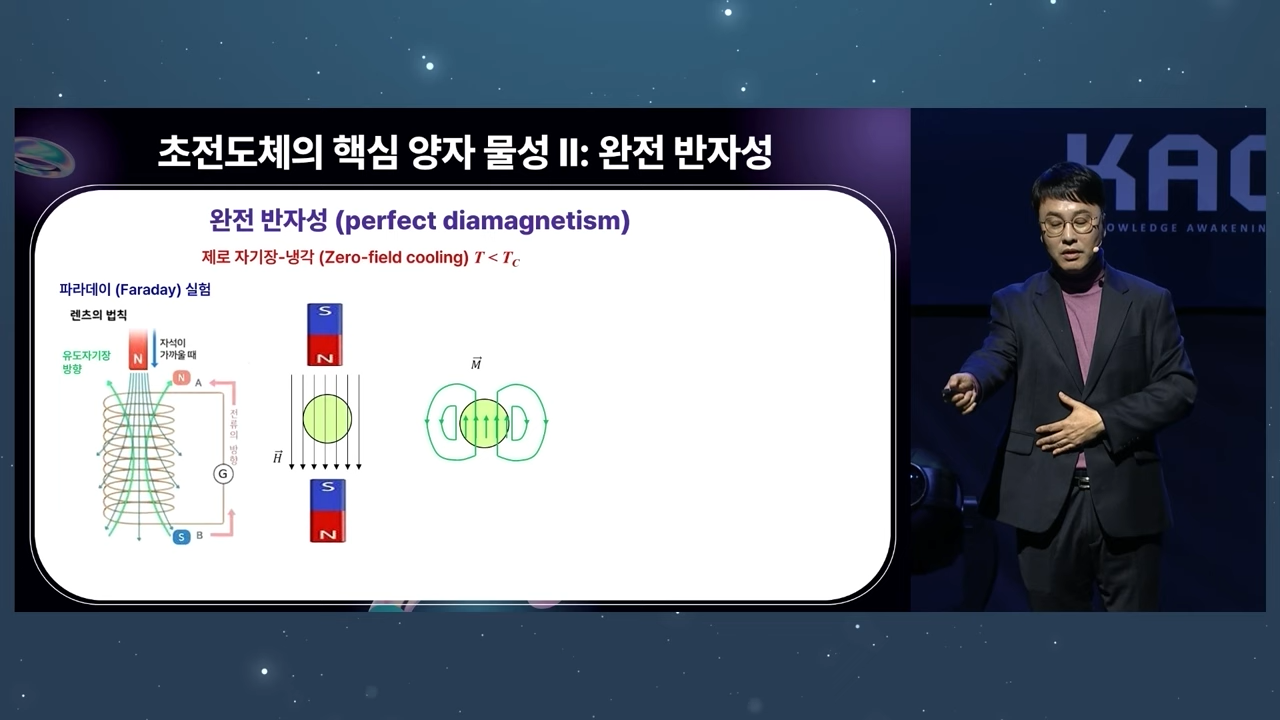 초전도체의 핵심 양자 물성 II: 완전 반자성
완전 반자성 (perfect diamagnetism)
제로 자기장-냉각 (Zero-field cooling) T < T_C
파라데이 (Faraday) 실험
렌츠의 법칙
자석이
가까울 때
유도자기장
방향
N
N
A
전류의 방향
G
S
B
S
N
H
S
N
M
KAO
OWLEDGE AWAKENIN